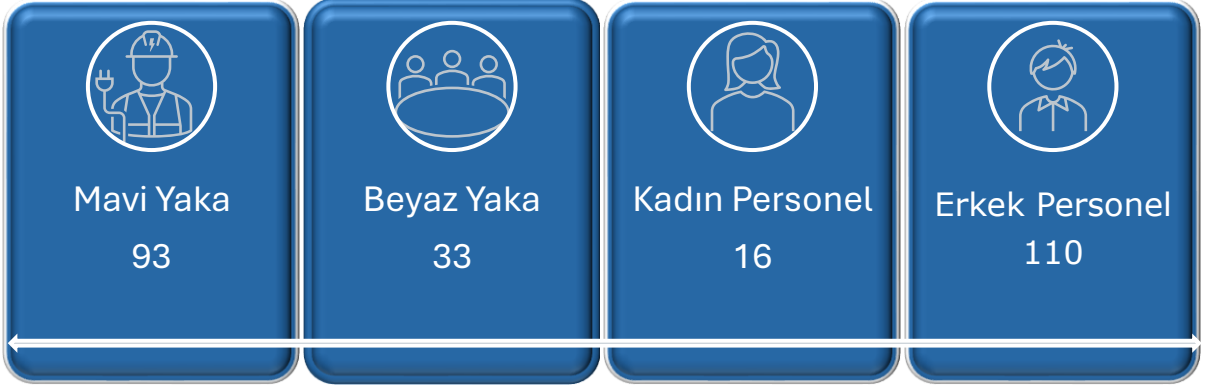 Mavi Yaka
93
Beyaz Yaka
33
Kadın Personel
16
Erkek Personel
110